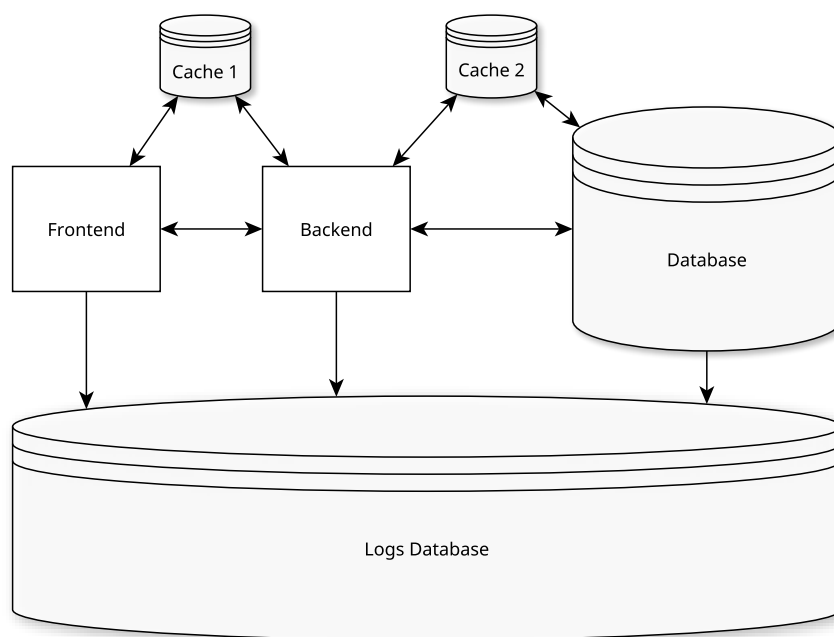 Cache 1
Cache 2
Frontend
Backend
Database
Logs Database